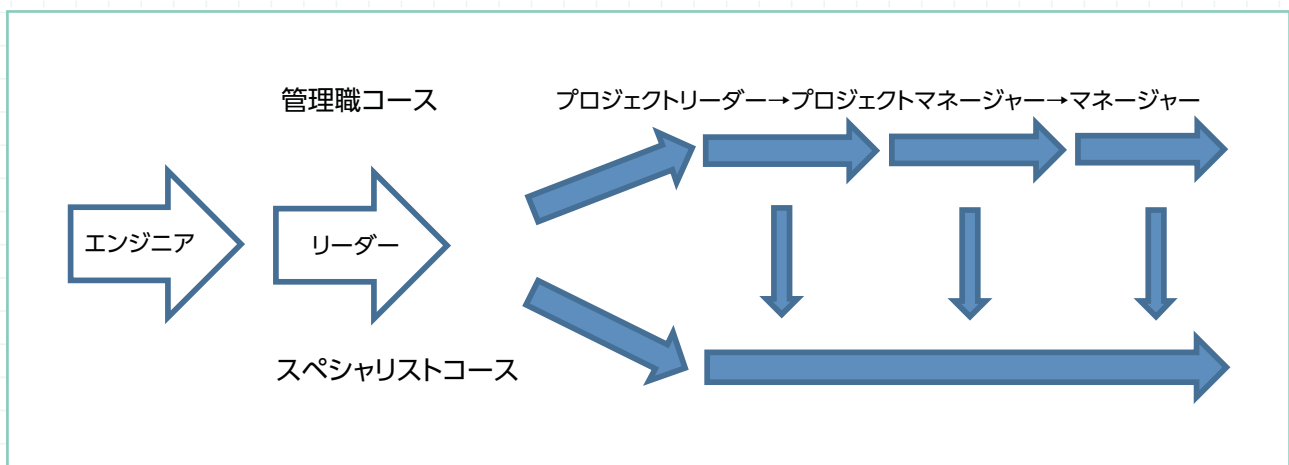 管理職コース
プロジェクトリーダー→プロジェクトマネージャー→マネージャー
エンジニア
リーダー
スペシャリストコース